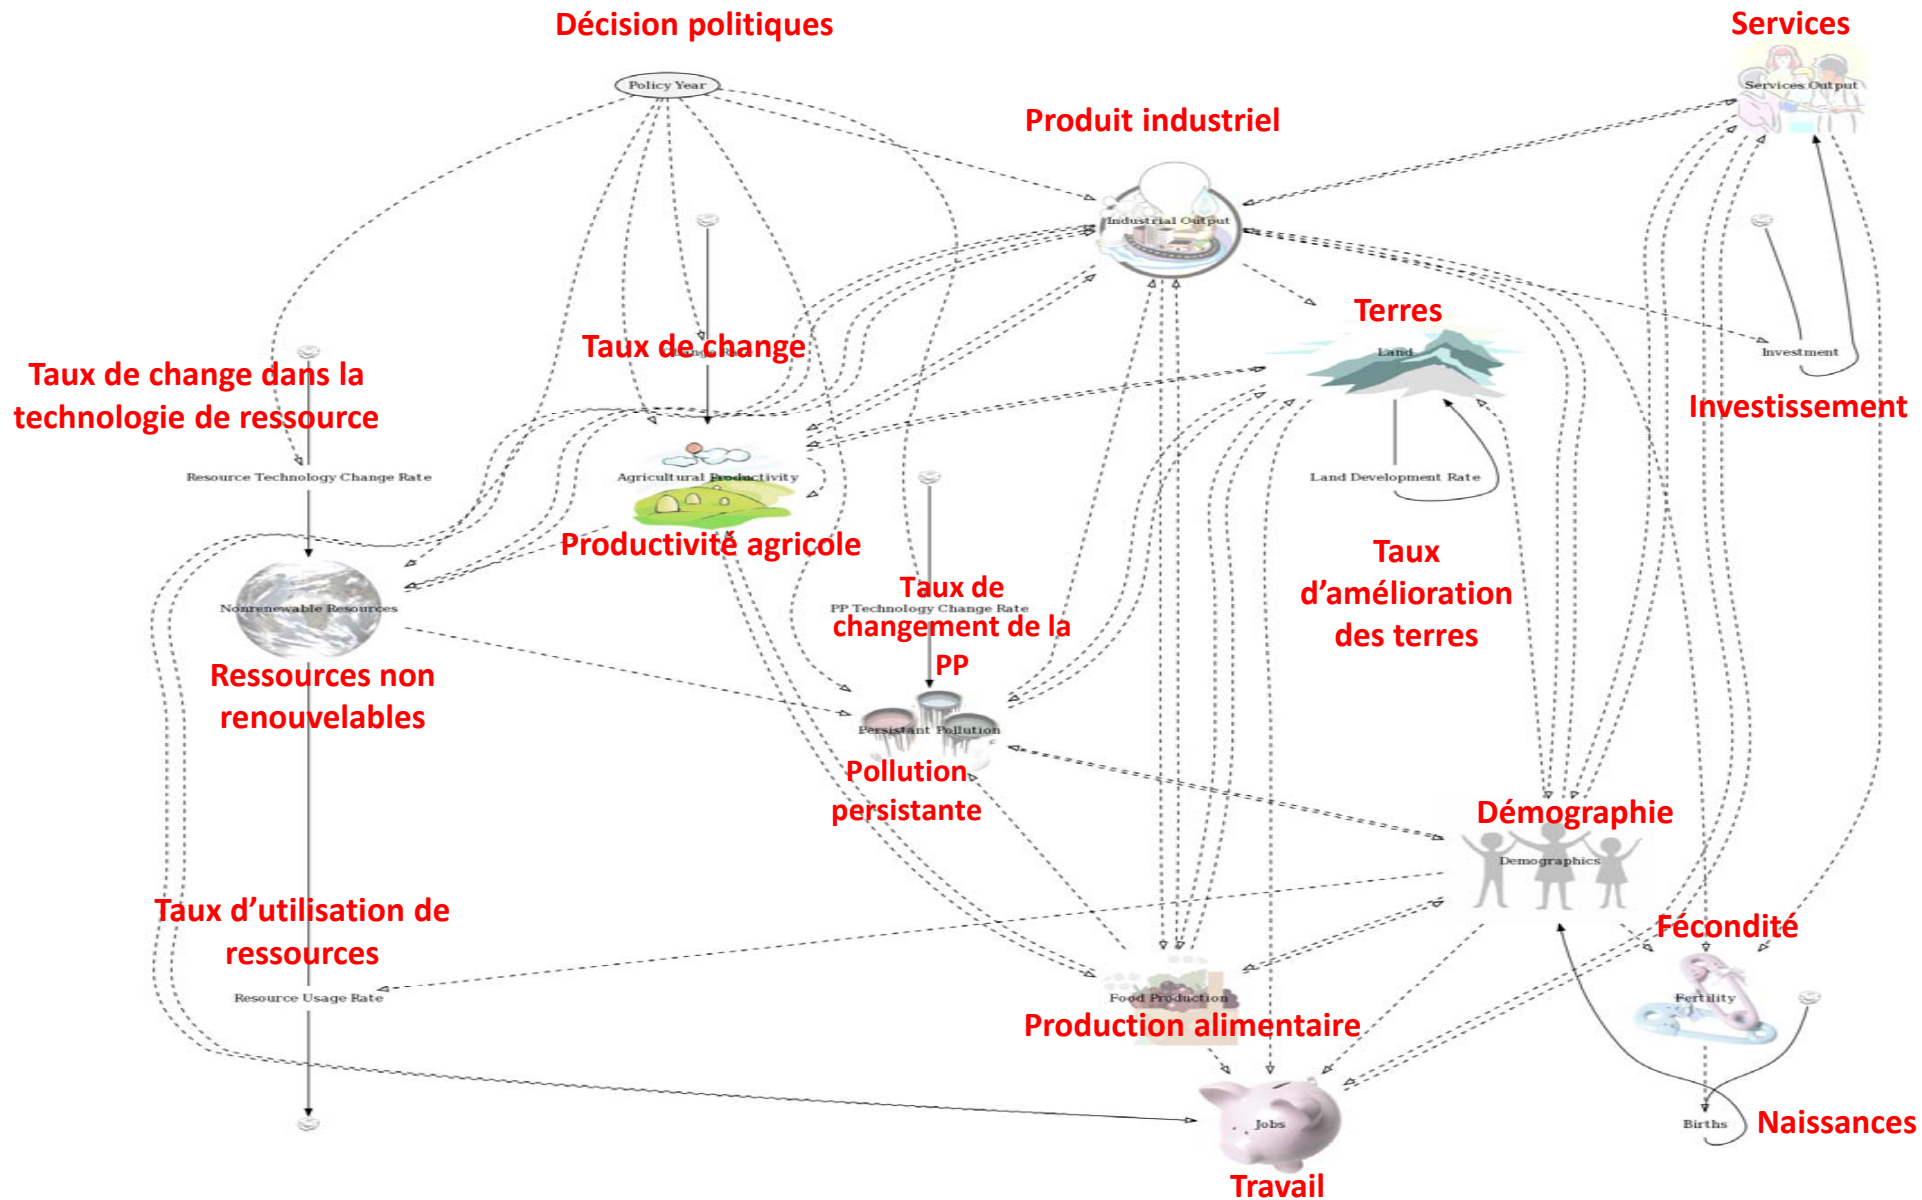 Décision politiques
Services
Policy Year
Services Output
Produit industriel
Industrial Output
Terres
Taux de change
Change Rate
Land
Investment
Taux de change dans la
technologie de ressource
Investissement
Resource Technology Change Rate
Agricultural Productivity
Land Development Rate
Productivité agricole
Taux
d’amélioration
des terres
Taux de
PP Technology Change Rate
changement de la
PP
Nonrenewable Resources
Ressources non
renouvelables
Persistant Pollution
Pollution
persistante
Démographie
Demographics
Taux d’utilisation de
ressources
Fécondité
Resource Usage Rate
Food Production
Fertility
Production alimentaire
Jobs
Births
Naissances
Travail